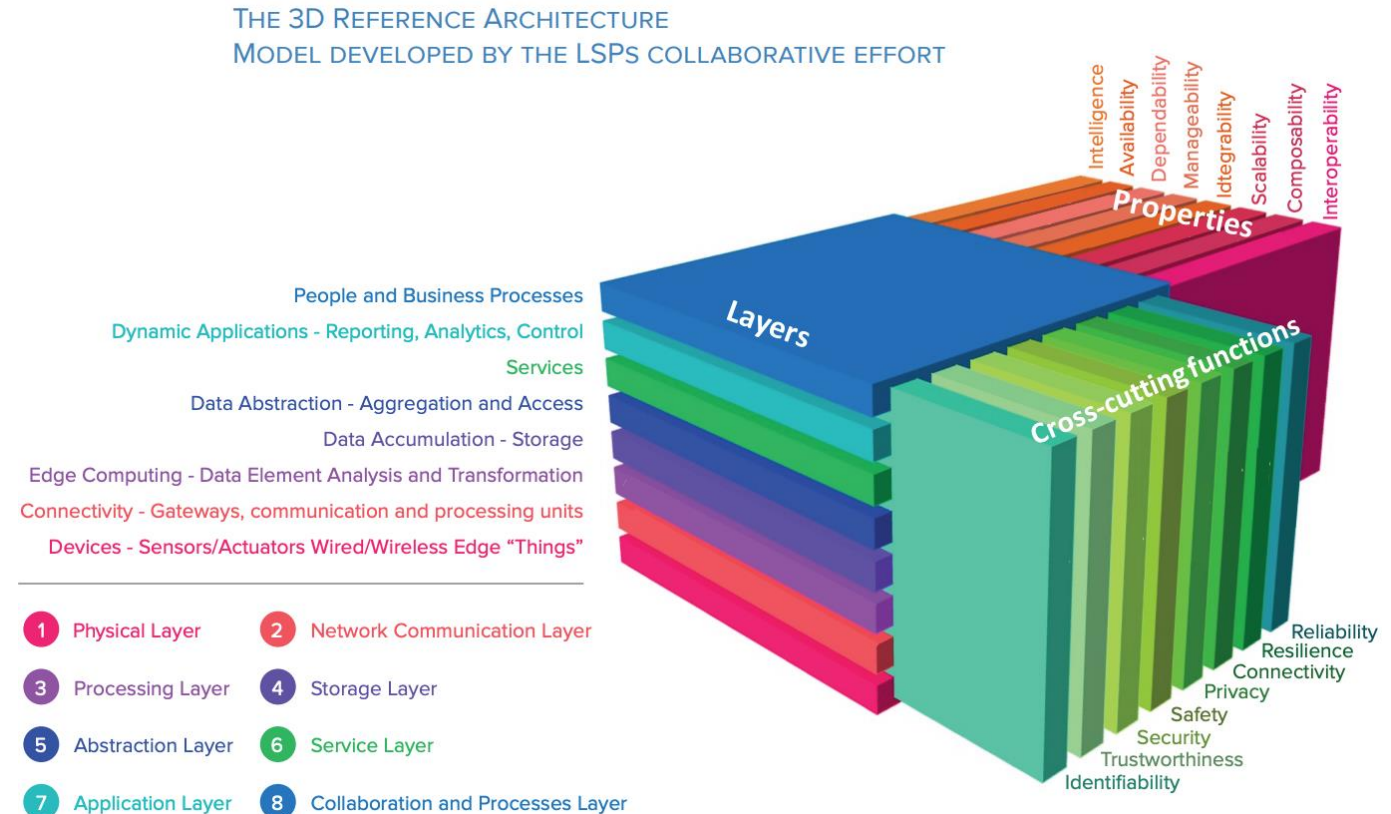 THE 3D REFERENCE ARCHITECTURE
MODEL DEVELOPED BY THE LSPS COLLABORATIVE EFFORT
Intelligence
Availability
Dependability
Manageability
Idtegrability
Scalability
Composability
Interoperability
Properties
Layers
Cross-cutting functions
People and Business Processes
Dynamic Applications - Reporting, Analytics, Control
Services
Data Abstraction - Aggregation and Access
Data Accumulation - Storage
Edge Computing - Data Element Analysis and Transformation
Connectivity - Gateways, communication and processing units
Devices - Sensors/Actuators Wired/Wireless Edge “Things”
1 Physical Layer
2 Network Communication Layer
3 Processing Layer
4 Storage Layer
5 Abstraction Layer
6 Service Layer
7 Application Layer
8 Collaboration and Processes Layer
Reliability
Resilience
Connectivity
Privacy
Safety
Security
Trustworthiness
Identifiability